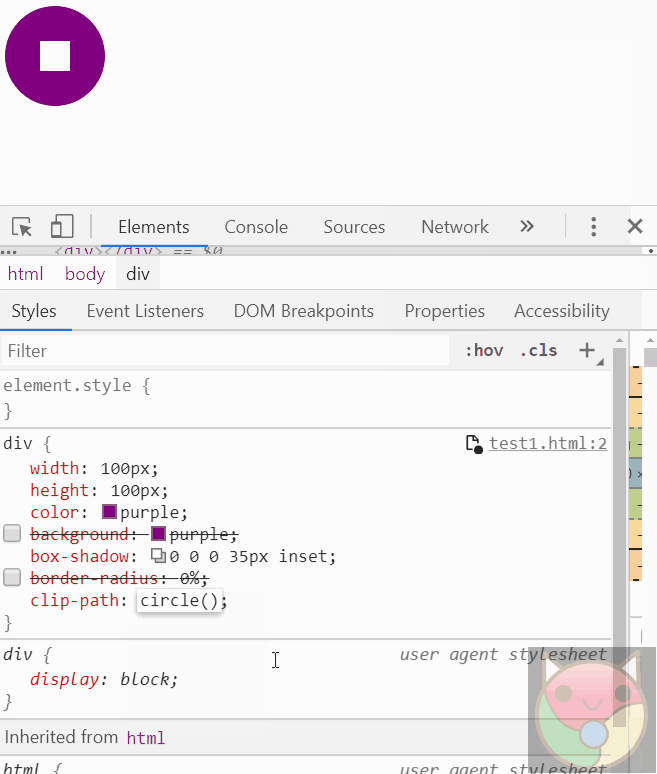 Elements Console Sources Network »
••• <div></div> == $0
html body div
Styles Event Listeners DOM Breakpoints Properties Accessibility
Filter :hov .cls +
element.style {
}
div { test1.html:2
width: 100px;
height: 100px;
color: purple;
background: purple;
box-shadow: 0 0 0 35px inset;
border-radius: 0%;
clip-path: circle();
}
div { user agent stylesheet
display: block;
}
Inherited from html
html { user agent stylesheet